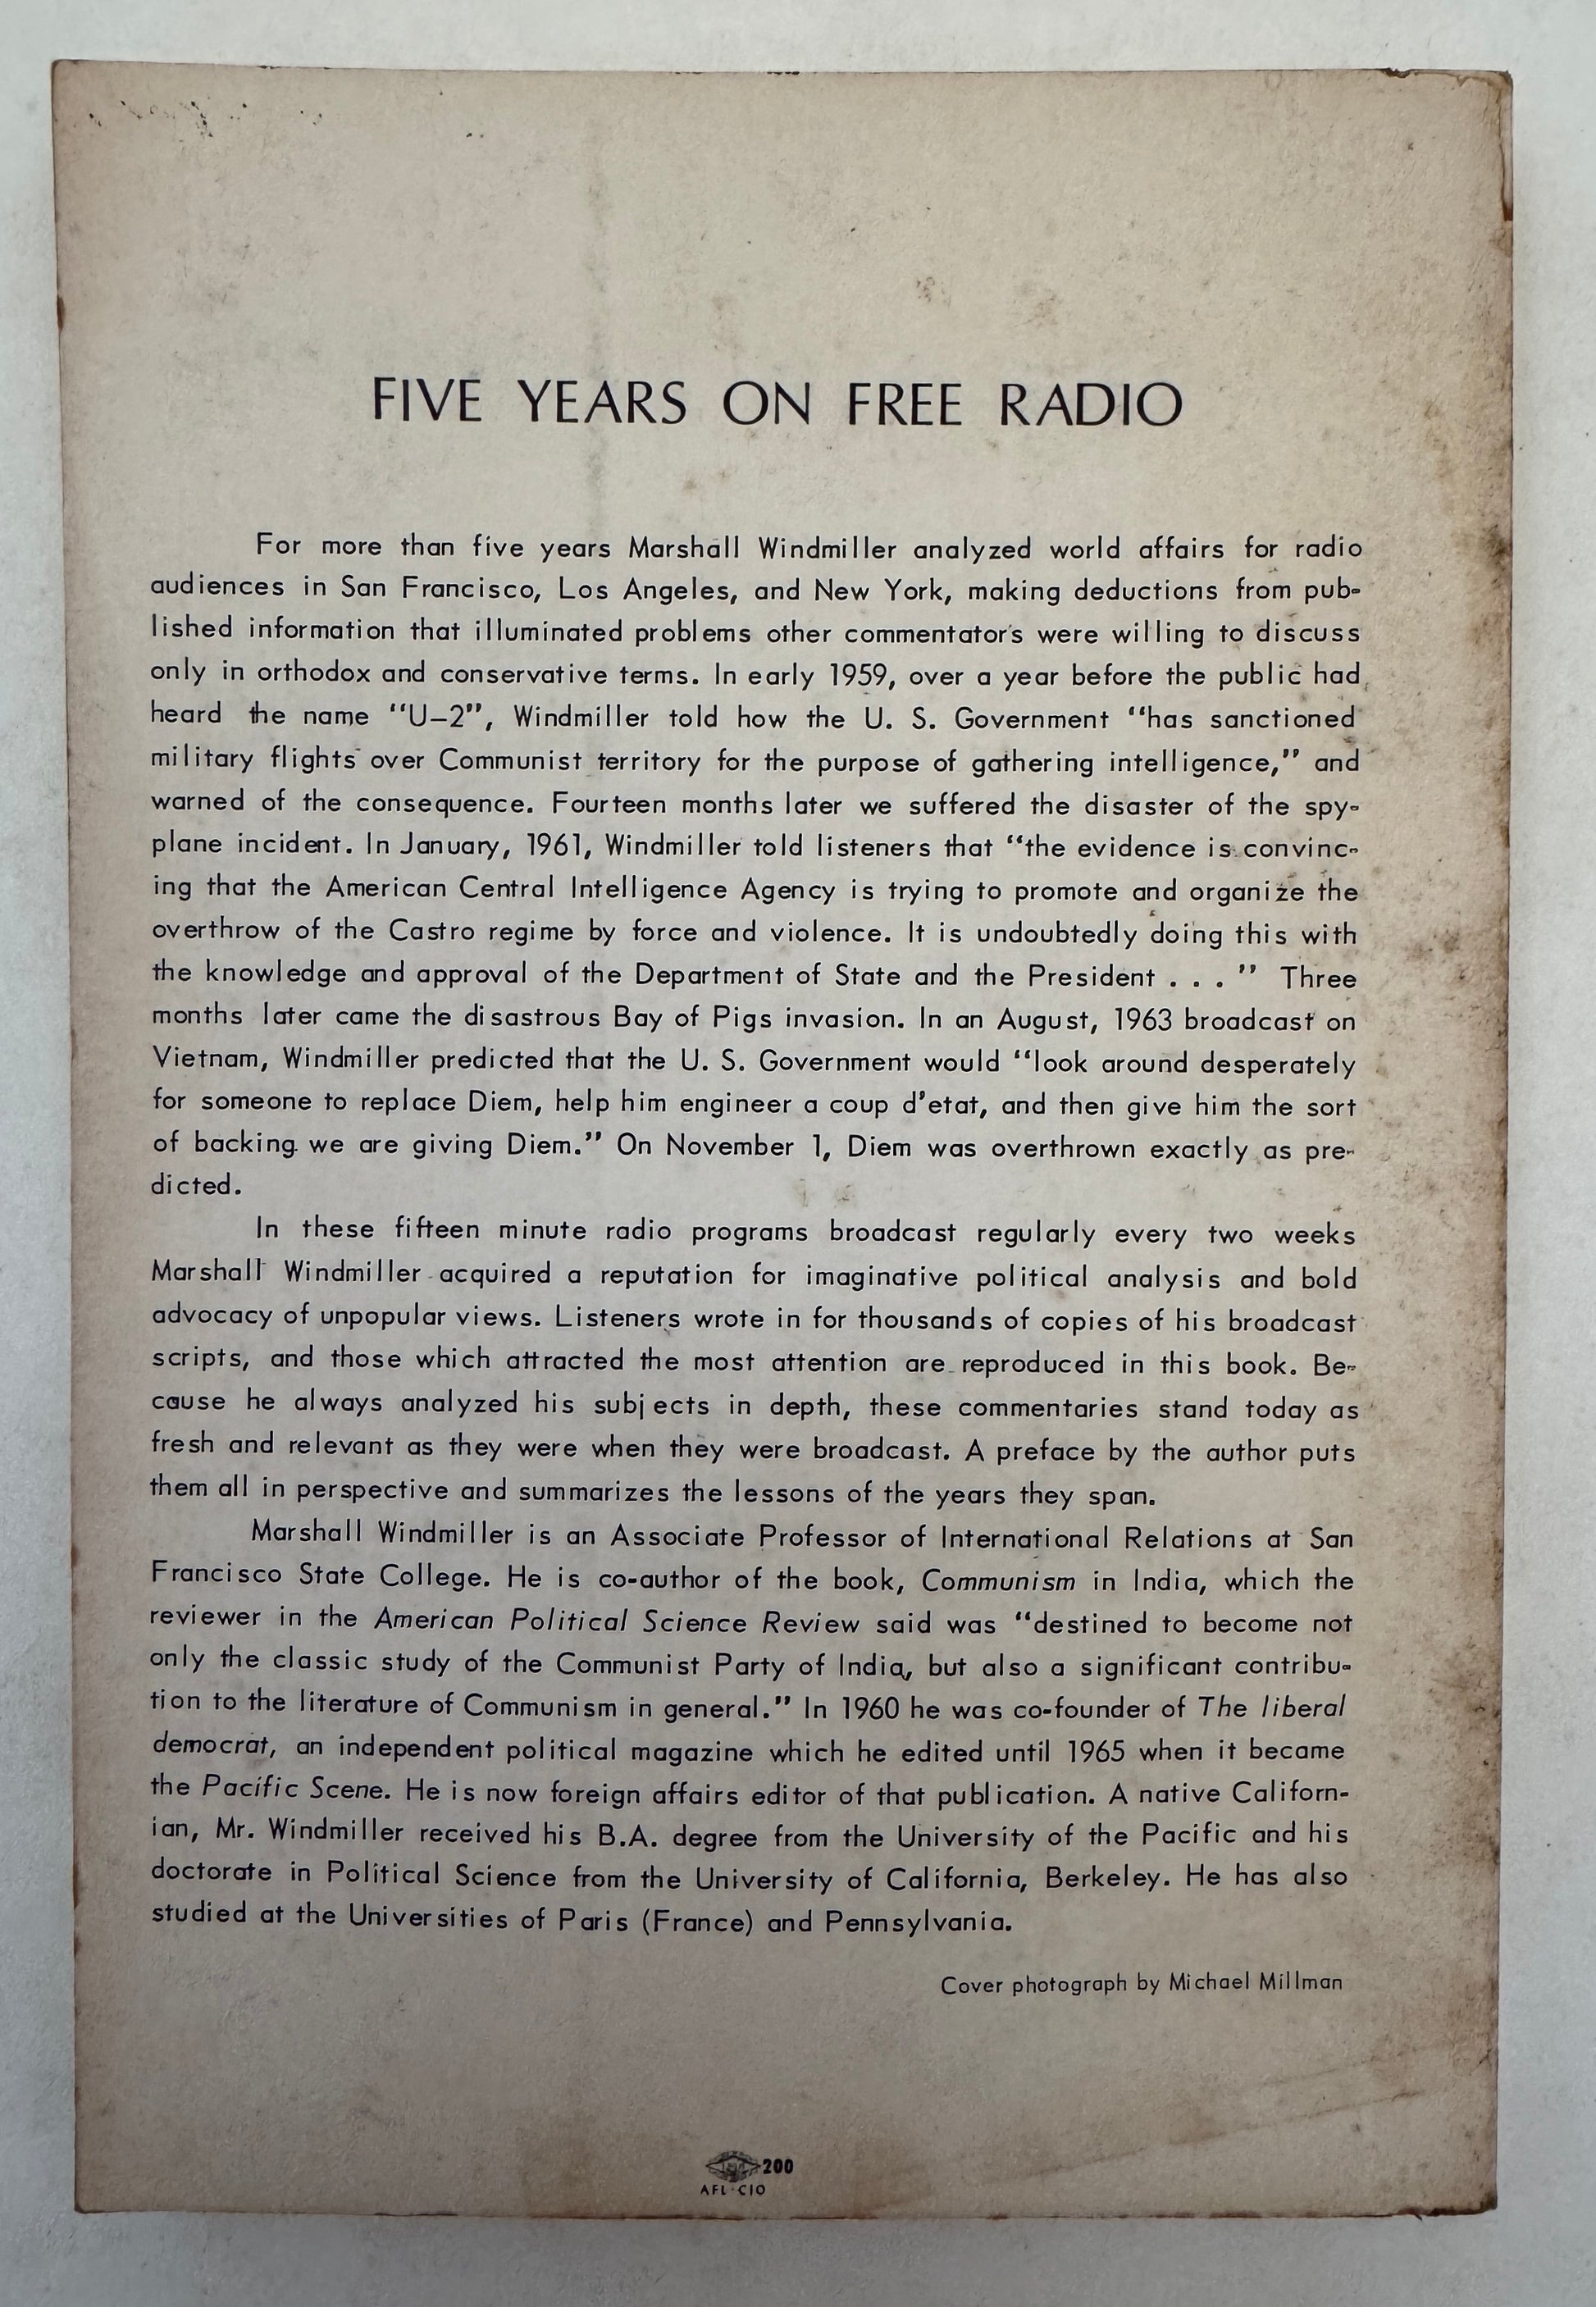 FIVE YEARS ON FREE RADIO
For more than five years Marshall Windmiller analyzed world affairs for radio
audiences in San Francisco, Los Angeles, and New York, making deductions from pub-
lished information that illuminated problems other commentators were willing to discuss
only in orthodox and conservative terms. In early 1959, over a year before the public had
heard the name “U–2”, Windmiller told how the U. S. Government “has sanctioned
military flights over Communist territory for the purpose of gathering intelligence,” and
warned of the consequence. Fourteen months later we suffered the disaster of the spy-
plane incident. In January, 1961, Windmiller told listeners that “the evidence is convinc-
ing that the American Central Intelligence Agency is trying to promote and organize the
overthrow of the Castro regime by force and violence. It is undoubtedly doing this with
the knowledge and approval of the Department of State and the President . . . ” Three
months later came the disastrous Bay of Pigs invasion. In an August, 1963 broadcast on
Vietnam, Windmiller predicted that the U. S. Government would “look around desperately
for someone to replace Diem, help him engineer a coup d’etat, and then give him the sort
of backing we are giving Diem.” On November 1, Diem was overthrown exactly as pre-
dicted.
In these fifteen minute radio programs broadcast regularly every two weeks
Marshall Windmiller acquired a reputation for imaginative political analysis and bold
advocacy of unpopular views. Listeners wrote in for thousands of copies of his broadcast
scripts, and those which attracted the most attention are reproduced in this book. Be-
cause he always analyzed his subjects in depth, these commentaries stand today as
fresh and relevant as they were when they were broadcast. A preface by the author puts
them all in perspective and summarizes the lessons of the years they span.
Marshall Windmiller is an Associate Professor of International Relations at San
Francisco State College. He is co-author of the book, Communism in India, which the
reviewer in the American Political Science Review said was “destined to become not
only the classic study of the Communist Party of India, but also a significant contribu-
tion to the literature of Communism in general.” In 1960 he was co-founder of The liberal
democrat, an independent political magazine which he edited until 1965 when it became
the Pacific Scene. He is now foreign affairs editor of that publication. A native Californ-
ian, Mr. Windmiller received his B.A. degree from the University of the Pacific and his
doctorate in Political Science from the University of California, Berkeley. He has also
studied at the Universities of Paris (France) and Pennsylvania.
Cover photograph by Michael Millman
200
AFL·CIO